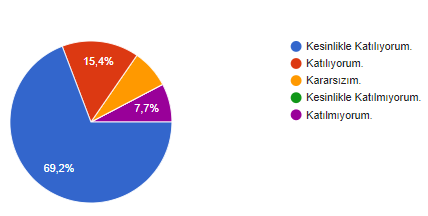 Kesinlikle Katılıyorum.
Katılıyorum.
Kararsızım.
Kesinlikle Katılmıyorum.
Katılmıyorum.
15,4%
7,7%
69,2%